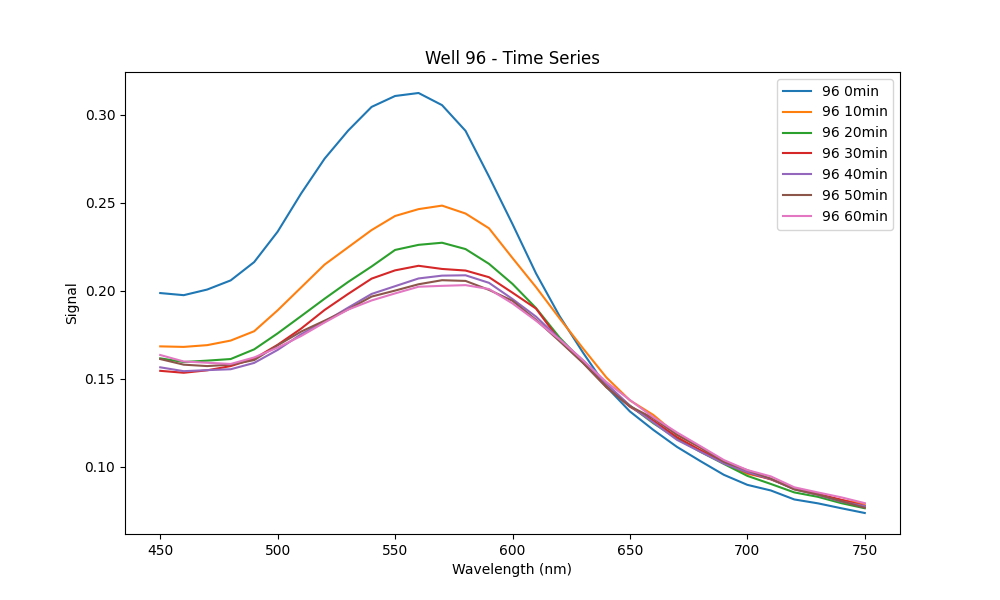 Well 96 - Time Series
96 0min
96 10min
96 20min
96 30min
96 40min
96 50min
96 60min
Signal
0.30
0.25
0.20
0.15
0.10
450 500 550 600 650 700 750
Wavelength (nm)